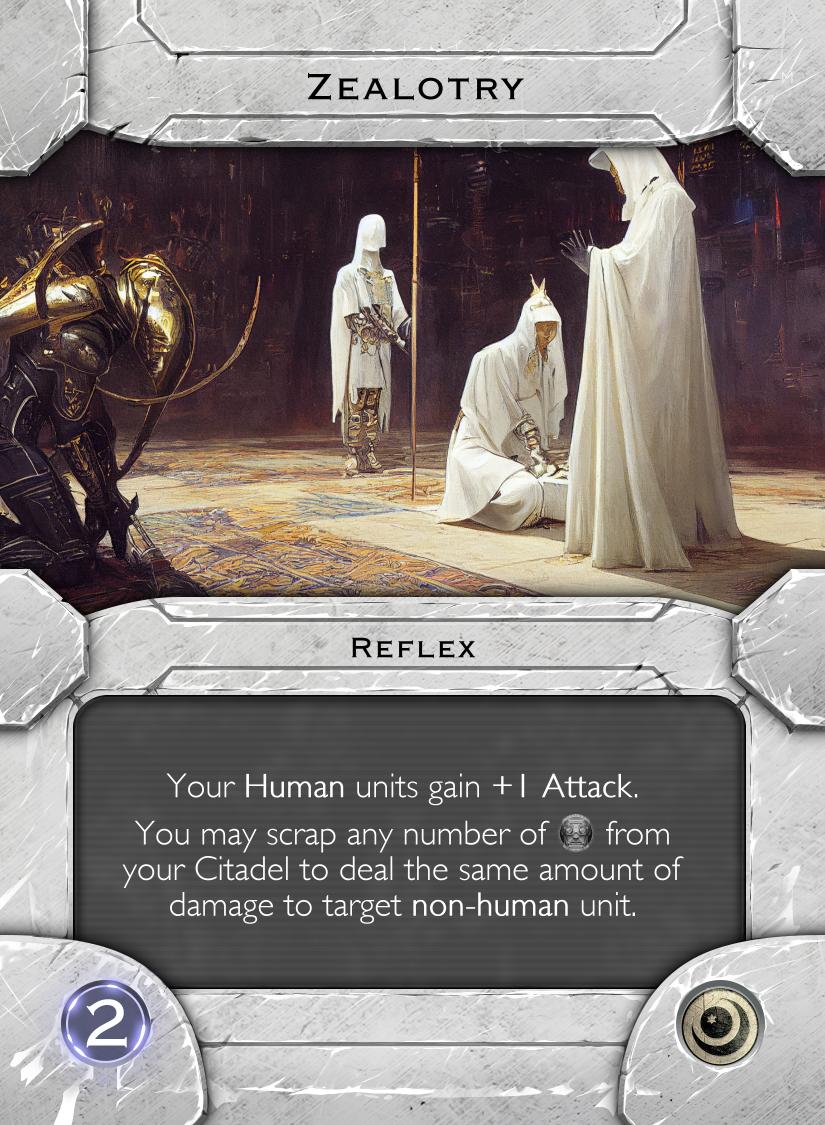 Zealotry
Reflex
Your Human units gain +1 Attack.
You may scrap any number of from
your Citadel to deal the same amount of
damage to target non-human unit.
2